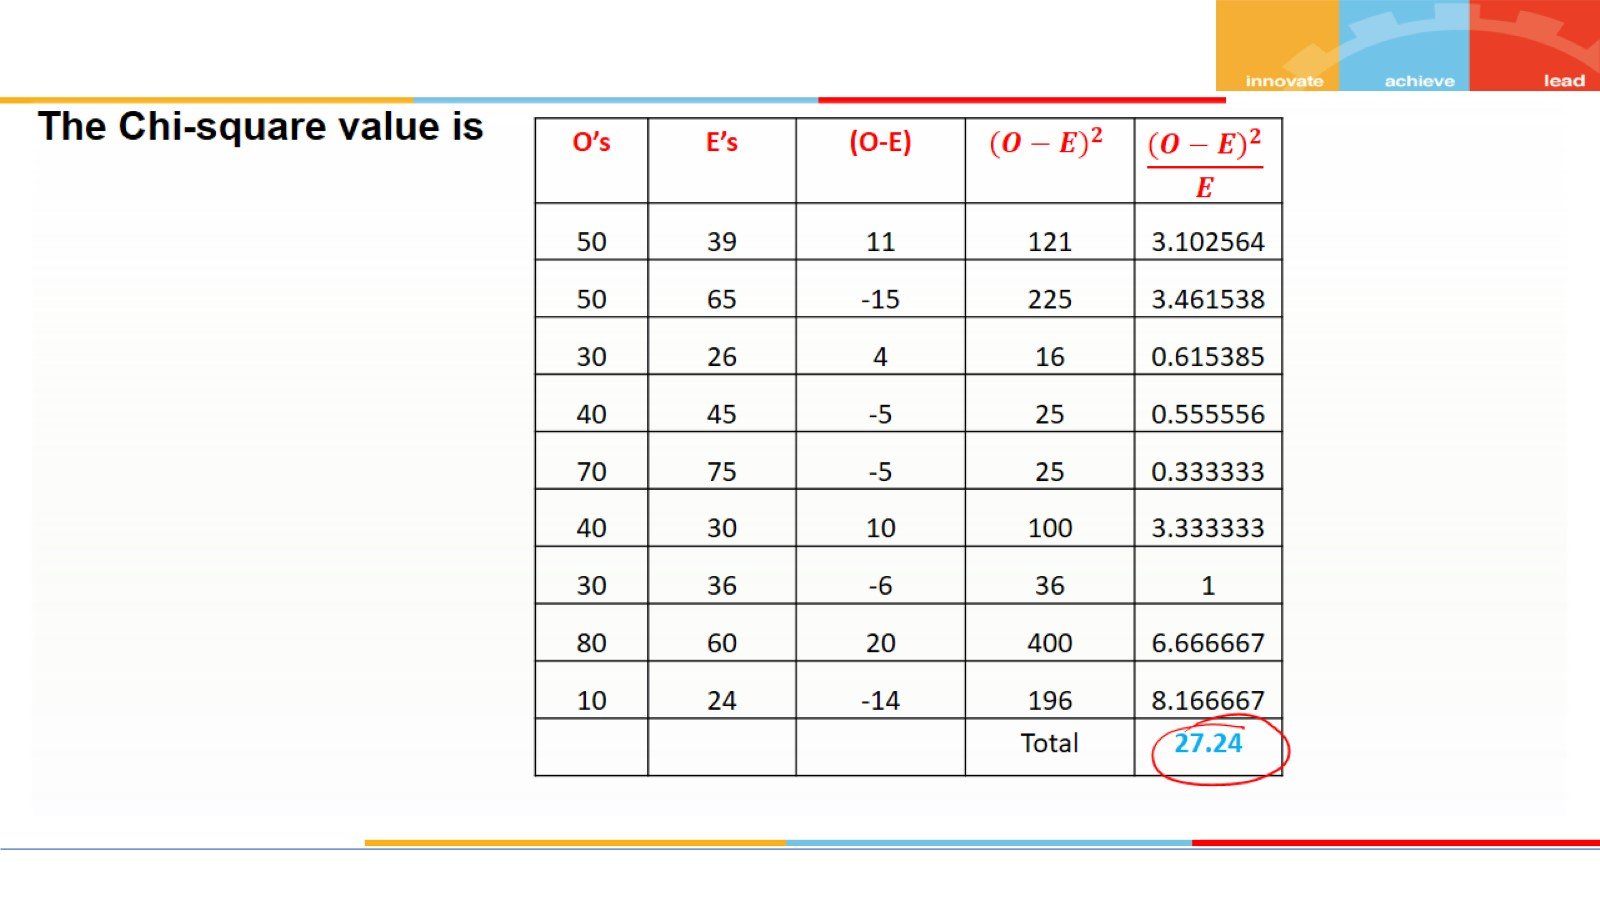 innovate achieve lead
The Chi-square value is
O's E's (O-E) (O − E)² (O − E)²
E
50 39 11 121 3.102564
50 65 -15 225 3.461538
30 26 4 16 0.615385
40 45 -5 25 0.555556
70 75 -5 25 0.333333
40 30 10 100 3.333333
30 36 -6 36 1
80 60 20 400 6.666667
10 24 -14 196 8.166667
Total 27.24